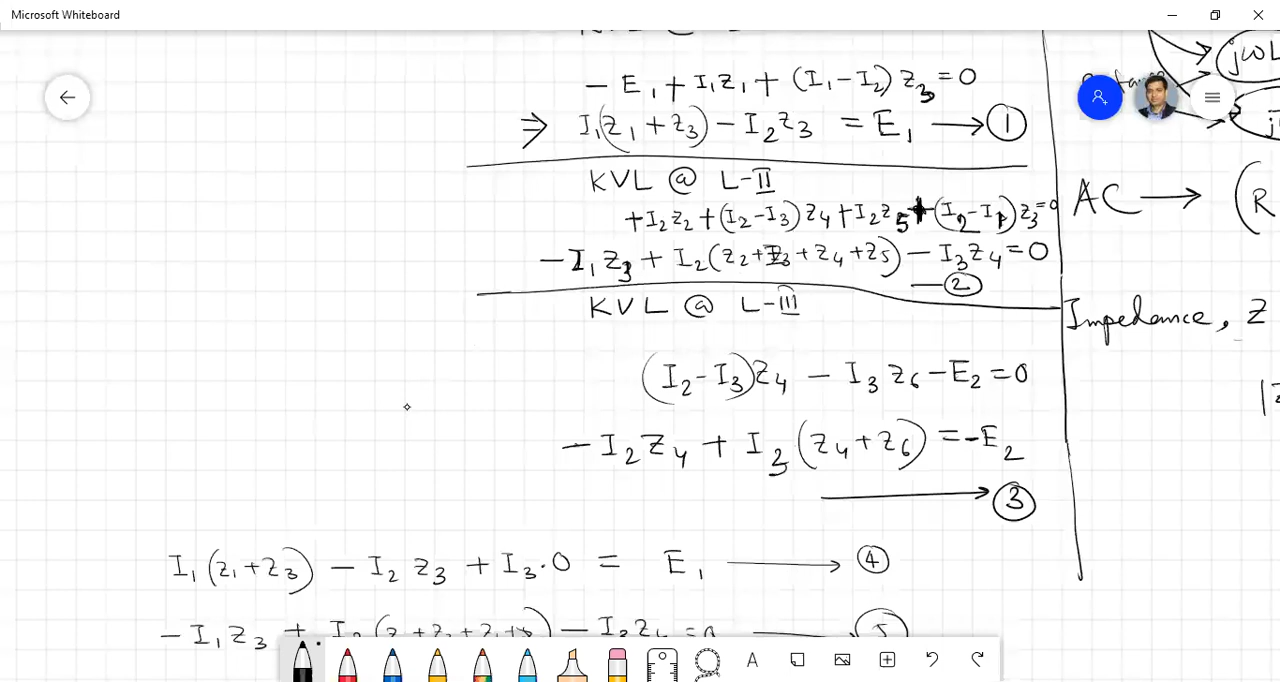 Microsoft Whiteboard
- E₁ + I₁Z₁ + (I₁ - I₂) Z₃ = 0
⇒ I₁(Z₁ + Z₃) - I₂Z₃ = E₁ → ①
KVL @ L-II
+I₂Z₂ + (I₂ - I₃) Z₄ + I₂Z₅ + (I₂ - I₁) Z₃ = 0
- I₁Z₃ + I₂(Z₂ + Z₃ + Z₄ + Z₅) - I₃Z₄ = 0
— ②
KVL @ L-III
(I₂ - I₃)Z₄ - I₃Z₆ - E₂ = 0
- I₂Z₄ + I₃(Z₄ + Z₆) = -E₂
→ ③
I₁(Z₁ + Z₃) - I₂Z₃ + I₃·0 = E₁ → ④
- I₁Z₃ +
jωL
AC → (R
Impedance, Z
A